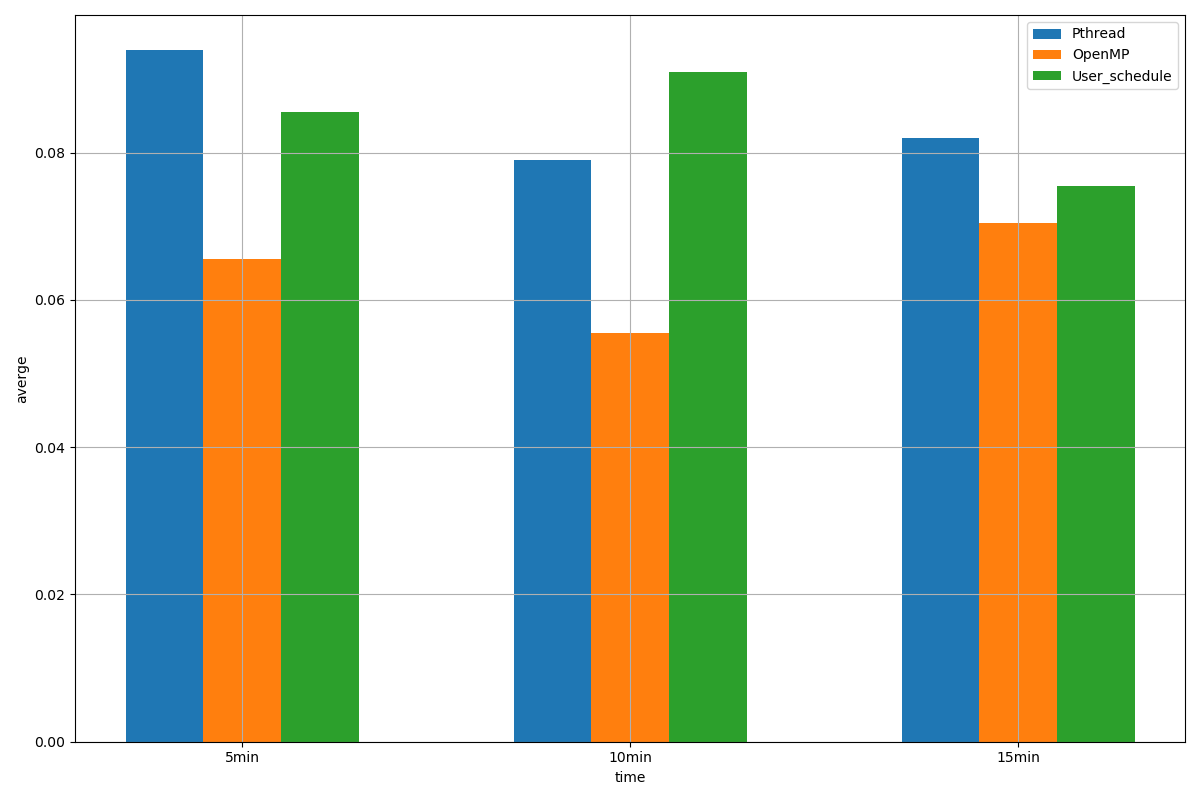 Pthread
OpenMP
User_schedule
averge
0.08
0.06
0.04
0.02
0.00
5min
10min
15min
time